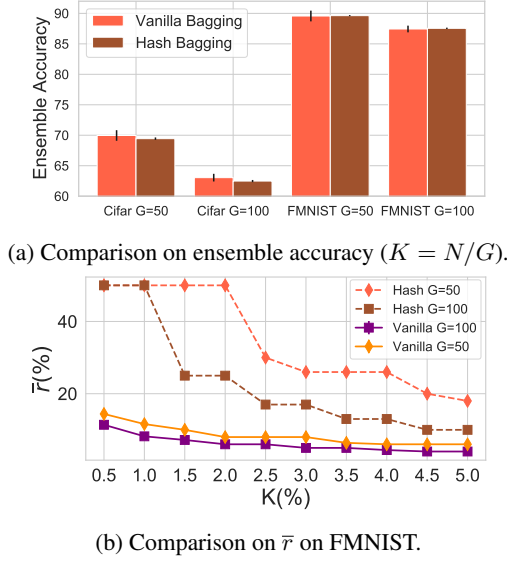 90
85
80
75
70
65
60
Ensemble Accuracy
Vanilla Bagging
Hash Bagging
Cifar G=50
Cifar G=100
FMNIST G=50
FMNIST G=100
(a) Comparison on ensemble accuracy (K = N/G).
40
20
r̅(%)
Hash G=50
Hash G=100
Vanilla G=100
Vanilla G=50
0.5 1.0 1.5 2.0 2.5 3.0 3.5 4.0 4.5 5.0
K(%)
(b) Comparison on r̅ on FMNIST.